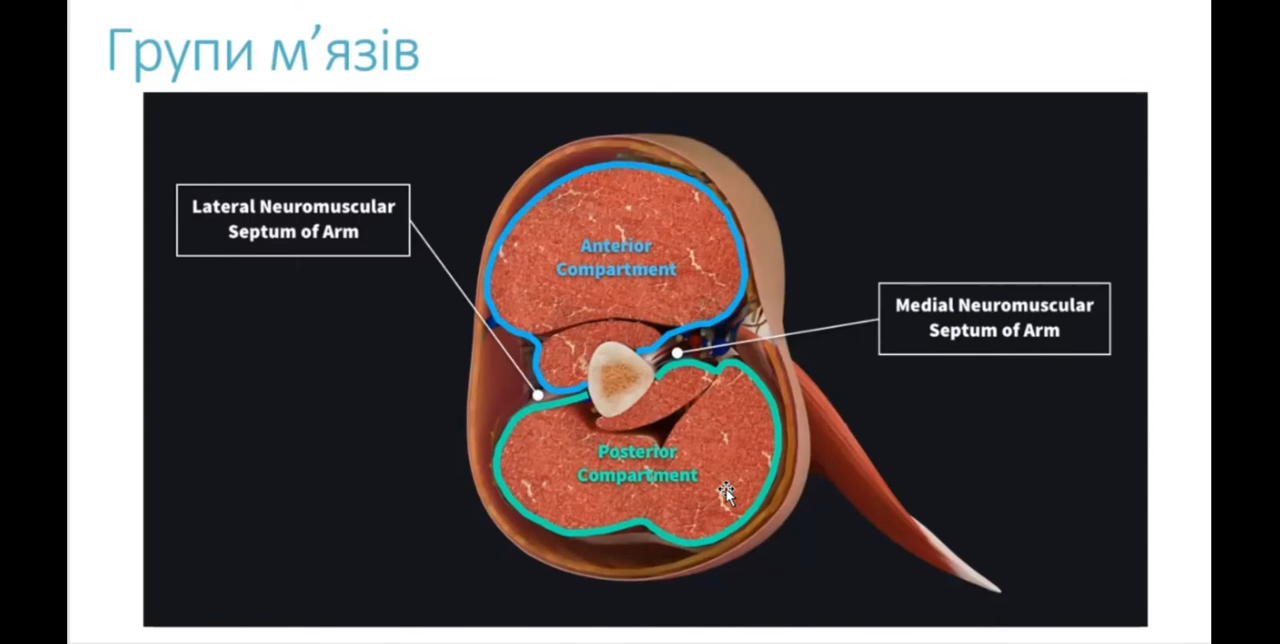 Групи м’язів
Lateral Neuromuscular
Septum of Arm
Anterior
Compartment
Medial Neuromuscular
Septum of Arm
Posterior
Compartment